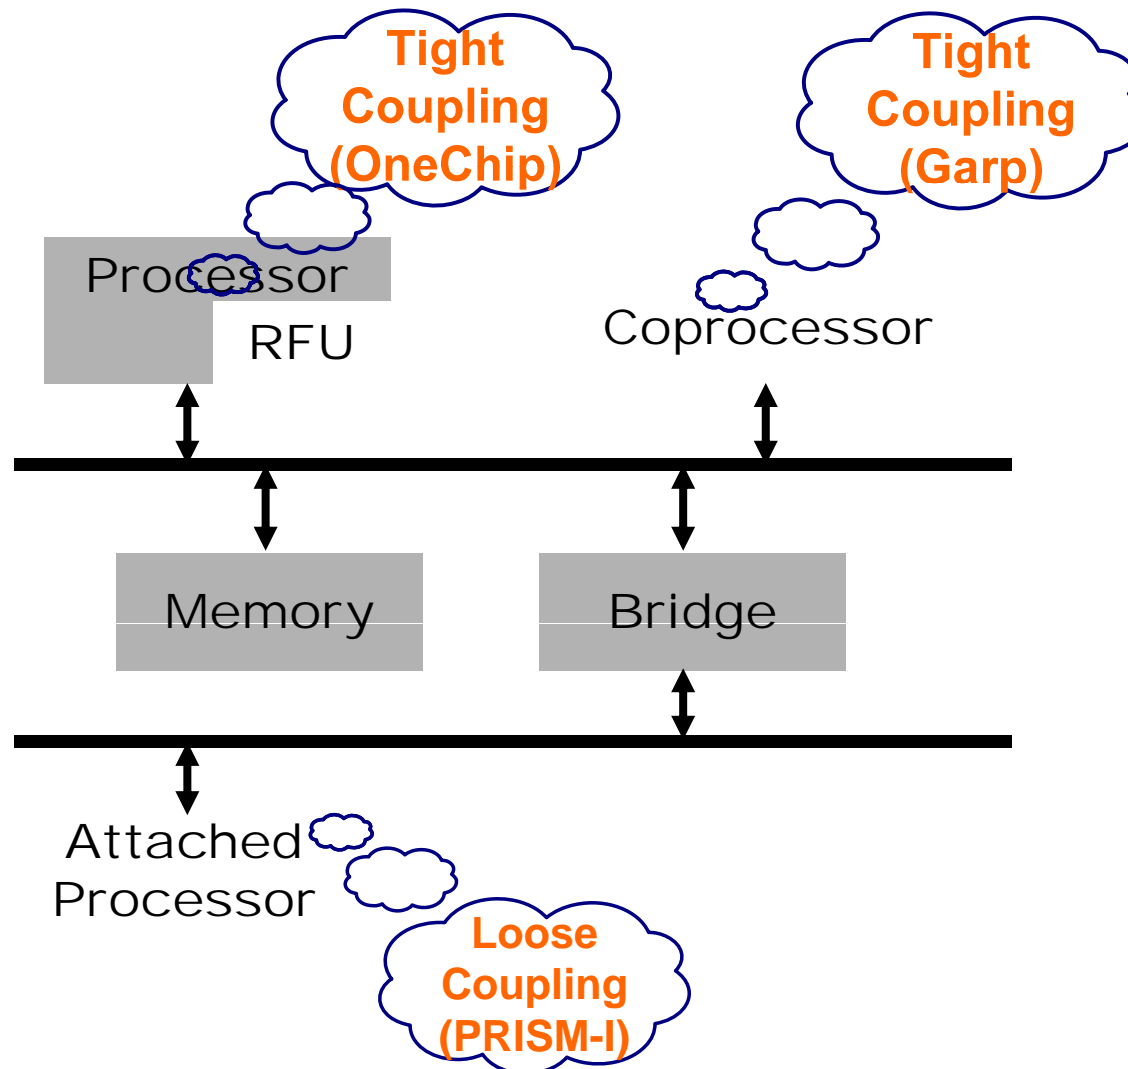 Tight
Coupling
(OneChip)
Tight
Coupling
(Garp)
Processor
RFU
Coprocessor
Memory
Bridge
Attached
Processor
Loose
Coupling
(PRISM-I)